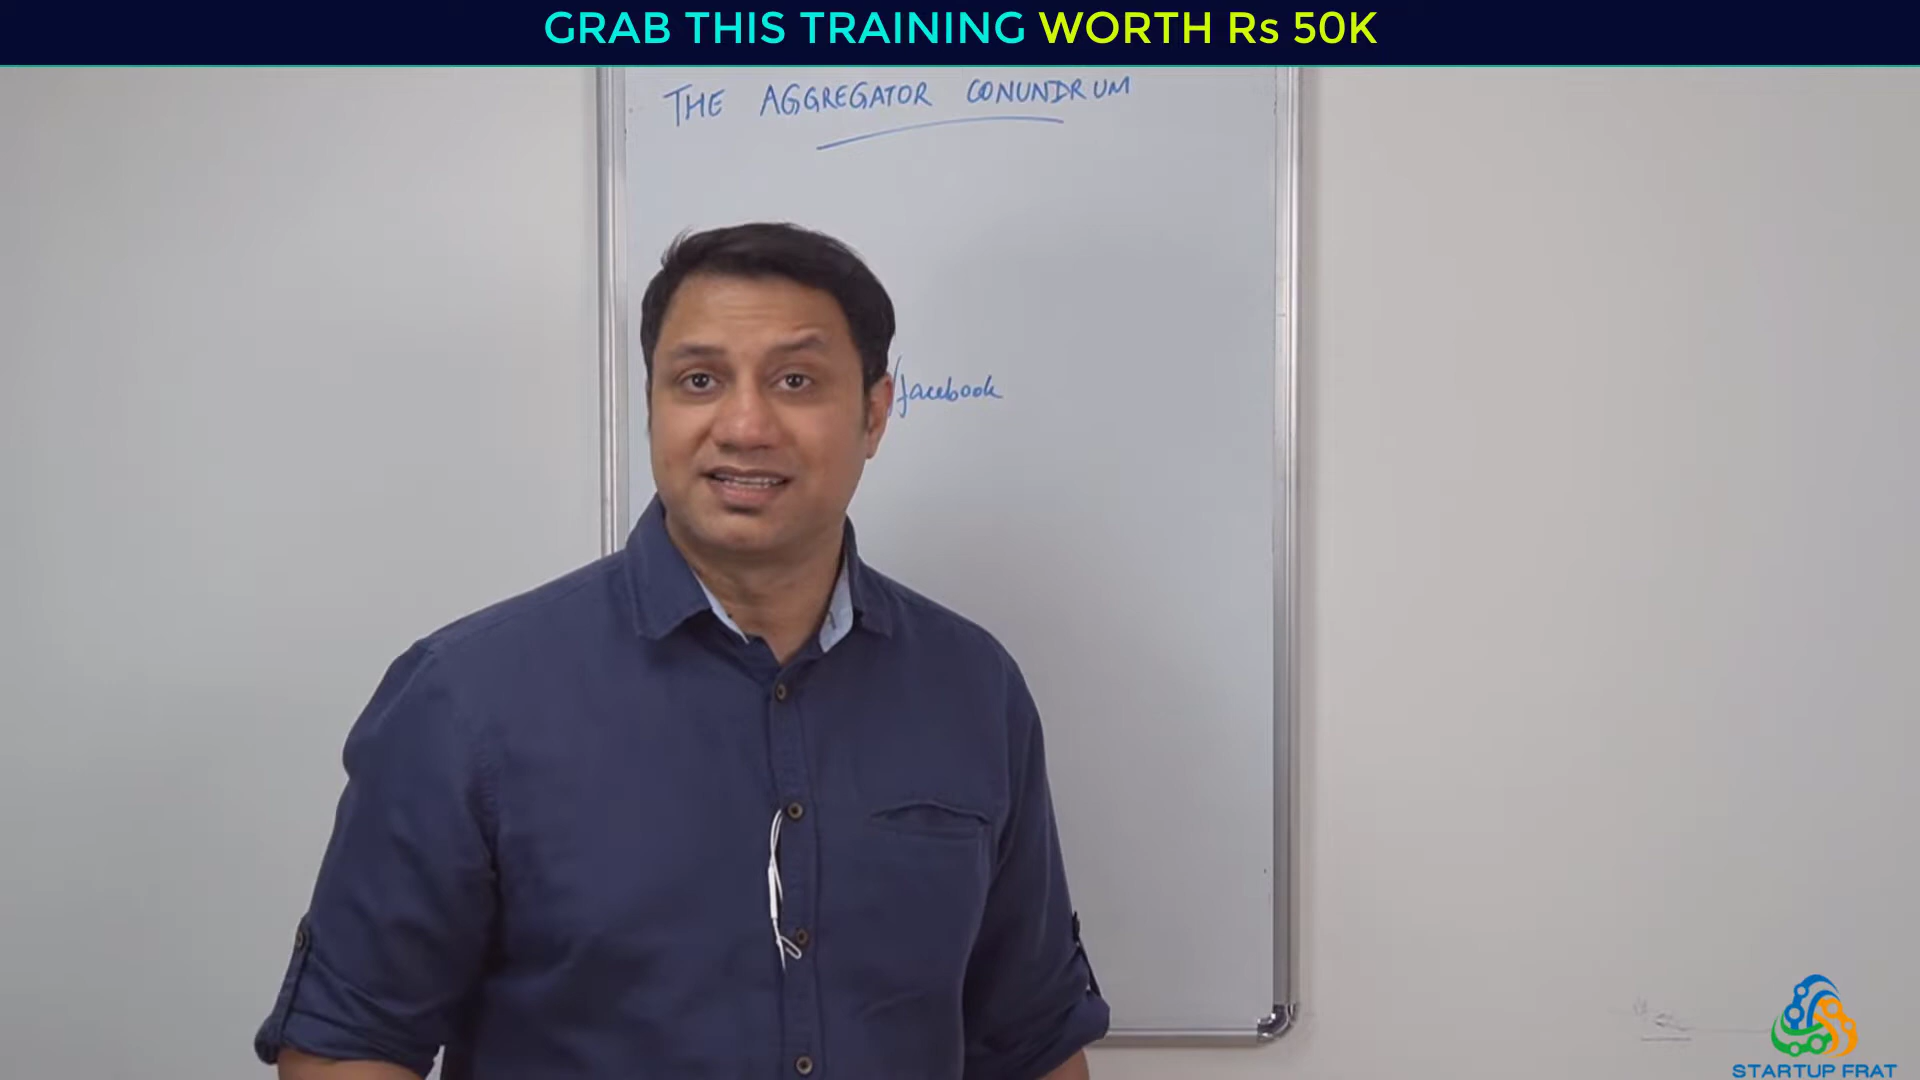 GRAB THIS TRAINING WORTH Rs 50K
THE AGGREGATOR CONUNDRUM
/facebook
STARTUP FRAT